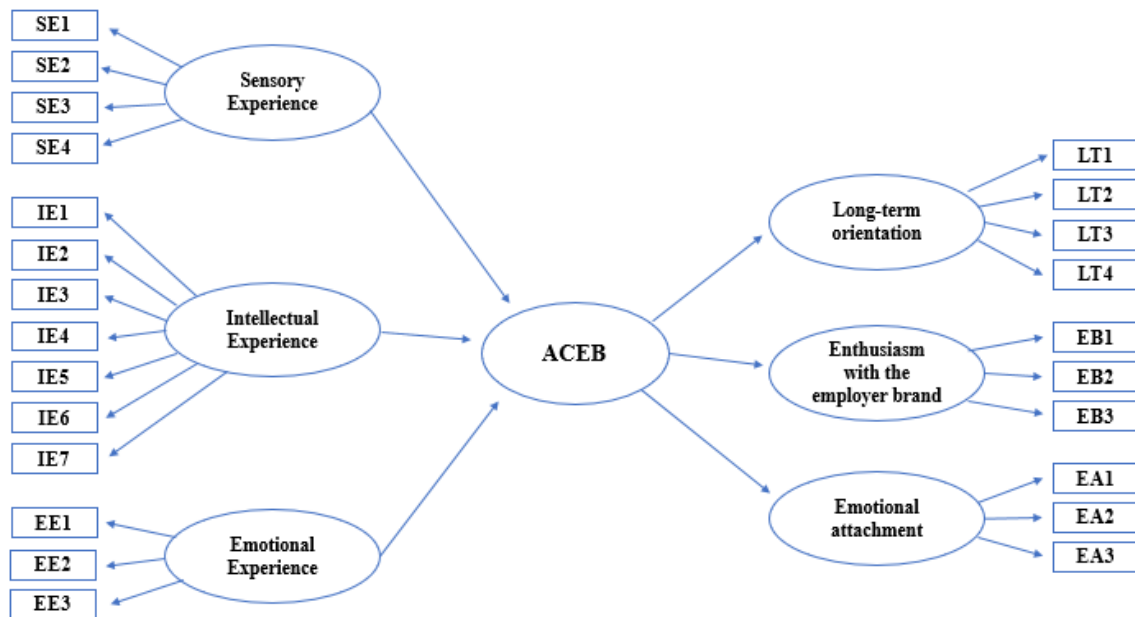 SE1
SE2
SE3
SE4
Sensory
Experience
IE1
IE2
IE3
IE4
IE5
IE6
IE7
Intellectual
Experience
EE1
EE2
EE3
Emotional
Experience
ACEB
Long-term
orientation
LT1
LT2
LT3
LT4
Enthusiasm
with the
employer brand
EB1
EB2
EB3
Emotional
attachment
EA1
EA2
EA3